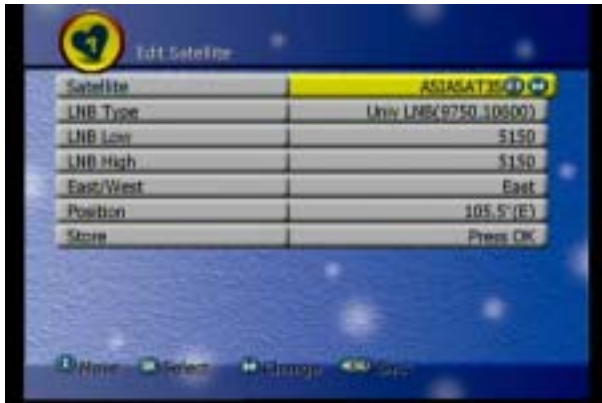 Edit Satellite
Satellite ASIASAT3S
LNB Type Univ LNB(9750.10600)
LNB Low 5150
LNB High 5150
East/West East
Position 105.5°(E)
Store Press OK
Move Select Change